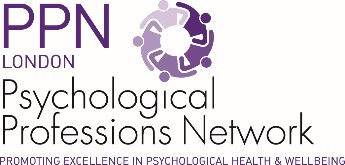 PPN
LONDON
Psychological
Professions Network
PROMOTING EXCELLENCE IN PSYCHOLOGICAL HEALTH & WELLBEING